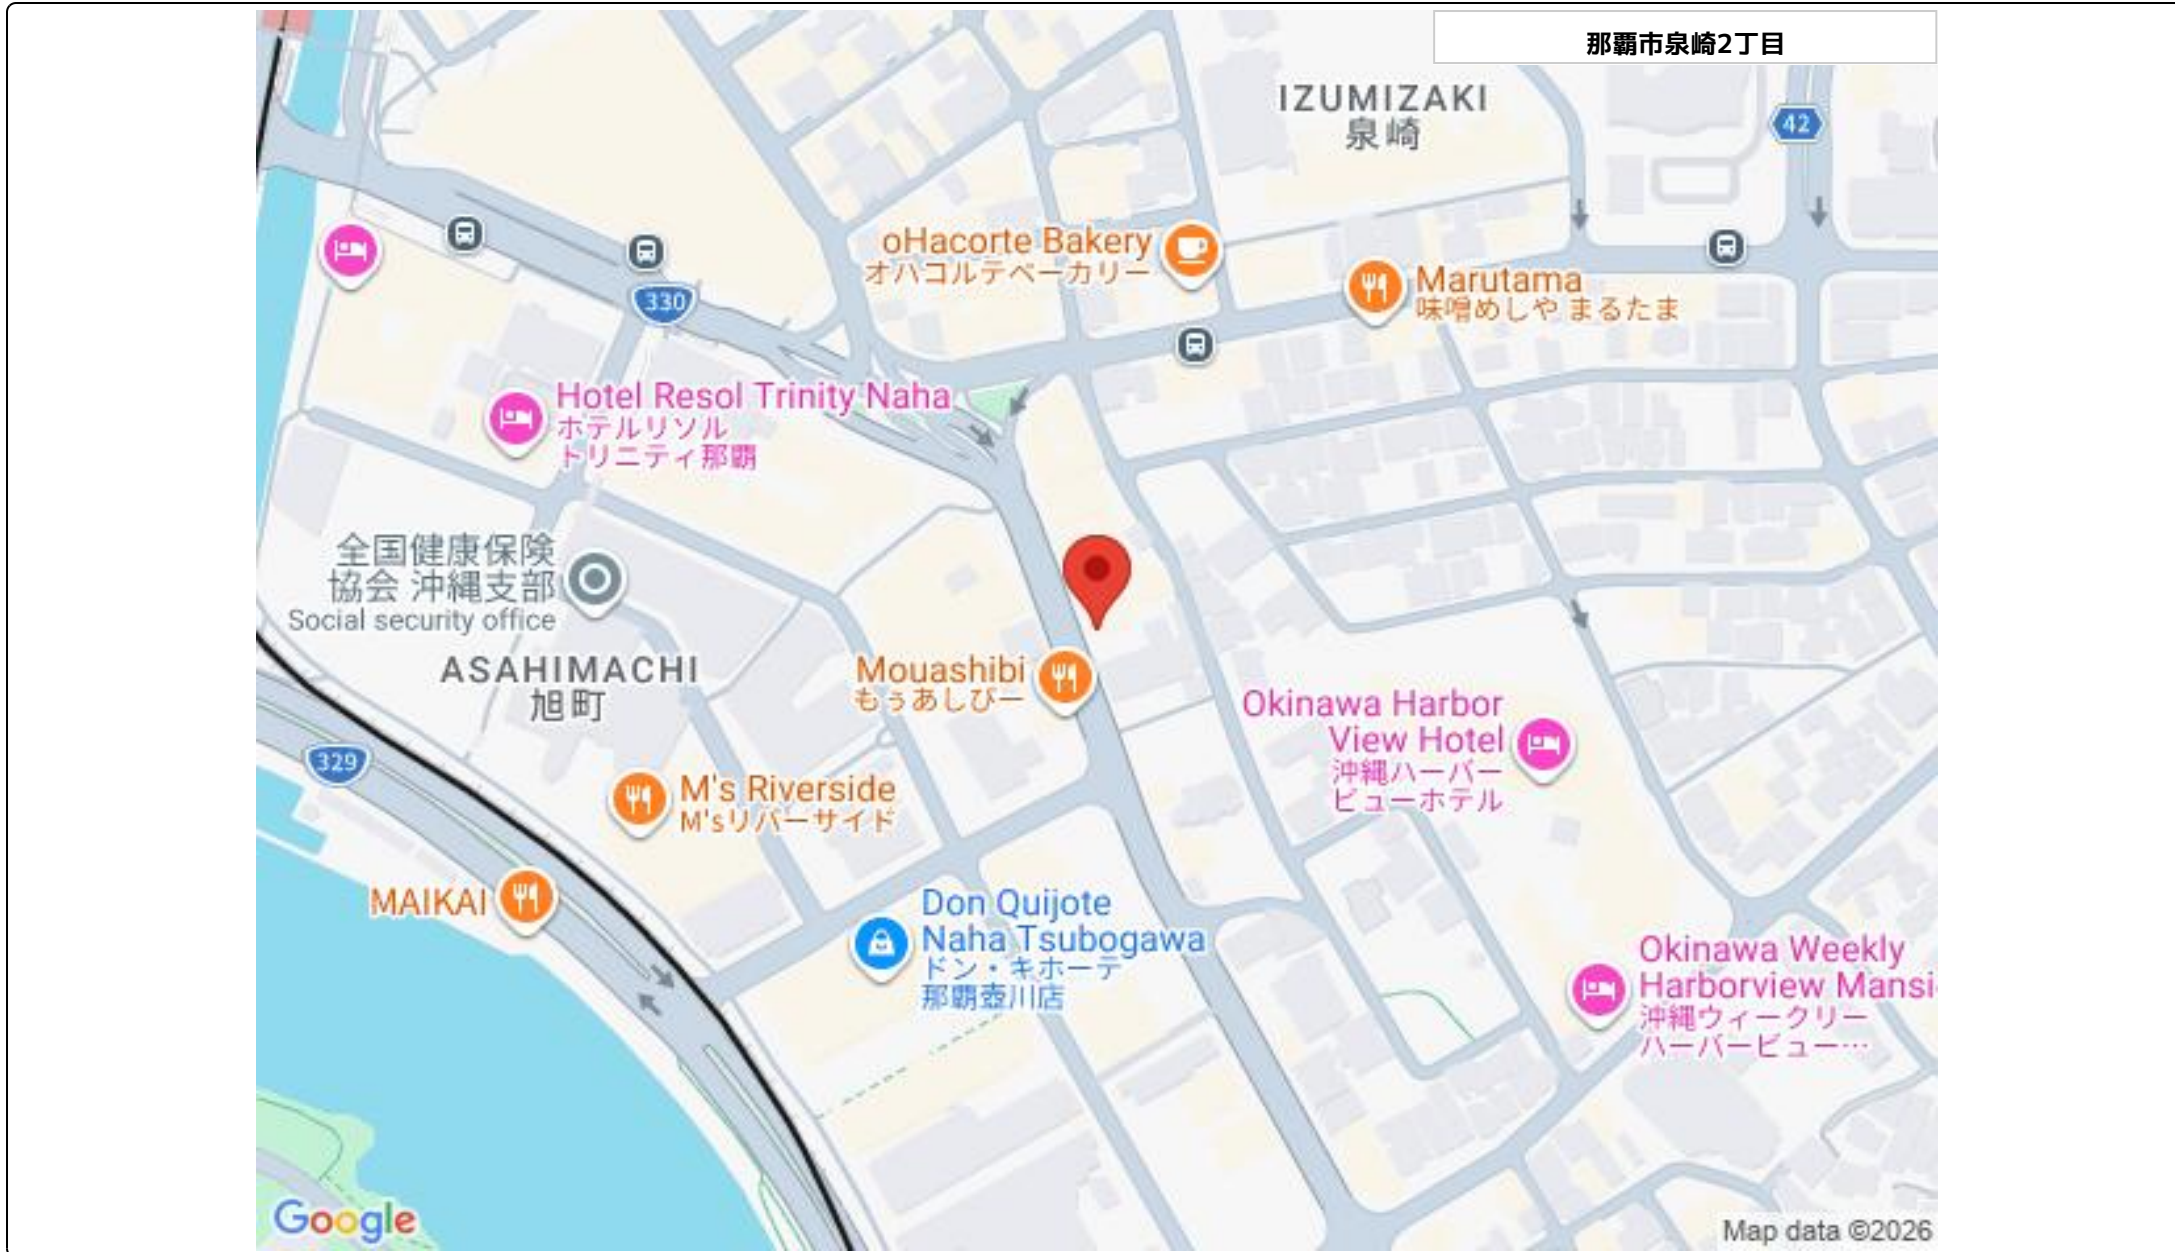 那覇市泉崎2丁目
IZUMIZAKI
泉崎
42
oHacorte Bakery
オハコルテベーカリー
Marutama
味噌めしや まるたま
330
Hotel Resol Trinity Naha
ホテルリゾル
トリニティ那覇
全国健康保険
協会 沖縄支部
Social security office
ASAHIMACHI
旭町
Mouashibi
もぅあしびー
Okinawa Harbor
View Hotel
沖縄ハーバー
ビューホテル
329
M's Riverside
M'sリバーサイド
MAIKAI
Don Quijote
Naha Tsubogawa
ドン・キホーテ
那覇壺川店
Okinawa Weekly
Harborview Mansi
沖縄ウィークリー
ハーバービュー…
Google
Map data ©2026